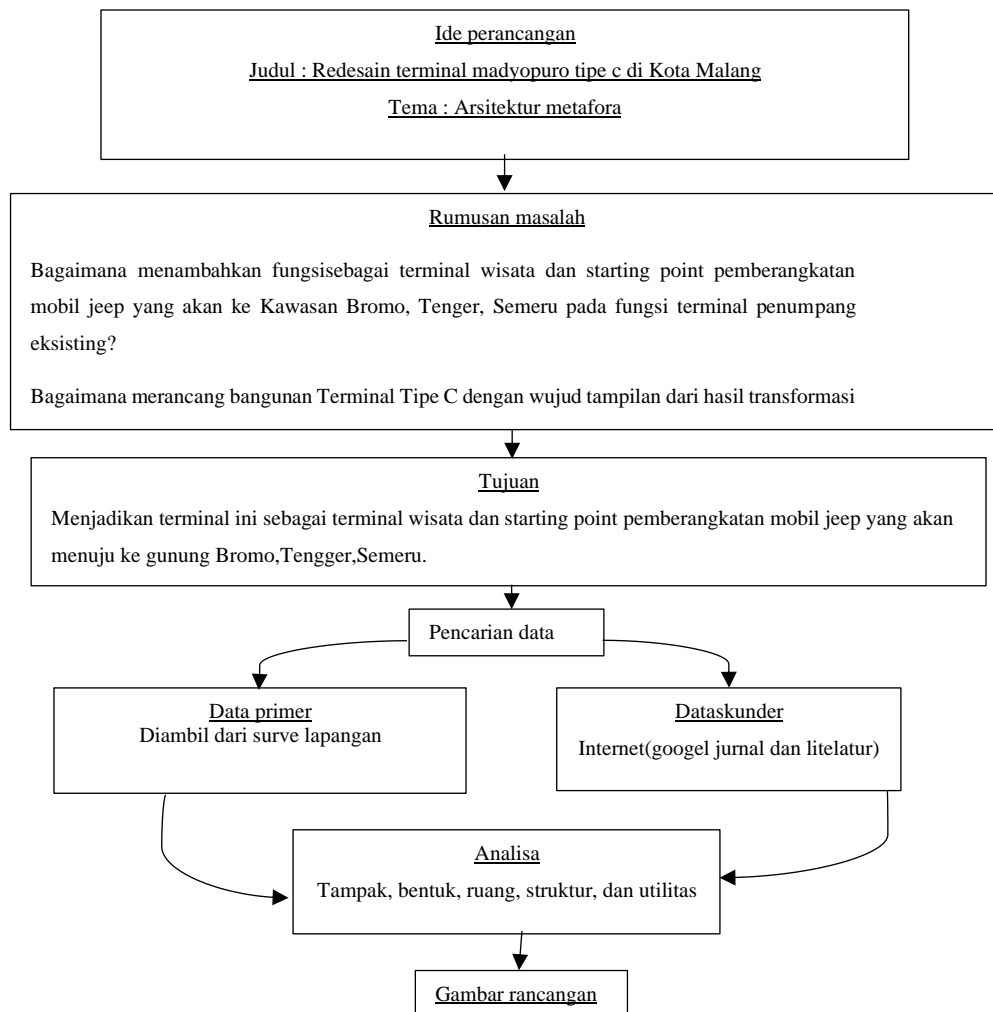 Ide perancangan
Judul : Redesain terminal madyopuro tipe c di Kota Malang
Tema : Arsitektur metafora
Rumusan masalah
Bagaimana menambahkan fungsisebagai terminal wisata dan starting point pemberangkatan
mobil jeep yang akan ke Kawasan Bromo, Tenger, Semeru pada fungsi terminal penumpang
eksisting?
Bagaimana merancang bangunan Terminal Tipe C dengan wujud tampilan dari hasil transformasi
Tujuan
Menjadikan terminal ini sebagai terminal wisata dan starting point pemberangkatan mobil jeep yang akan
menuju ke gunung Bromo,Tengger,Semeru.
Pencarian data
Data primer
Diambil dari surve lapangan
Dataskunder
Internet(googel jurnal dan litelatur)
Analisa
Tampak, bentuk, ruang, struktur, dan utilitas
Gambar rancangan